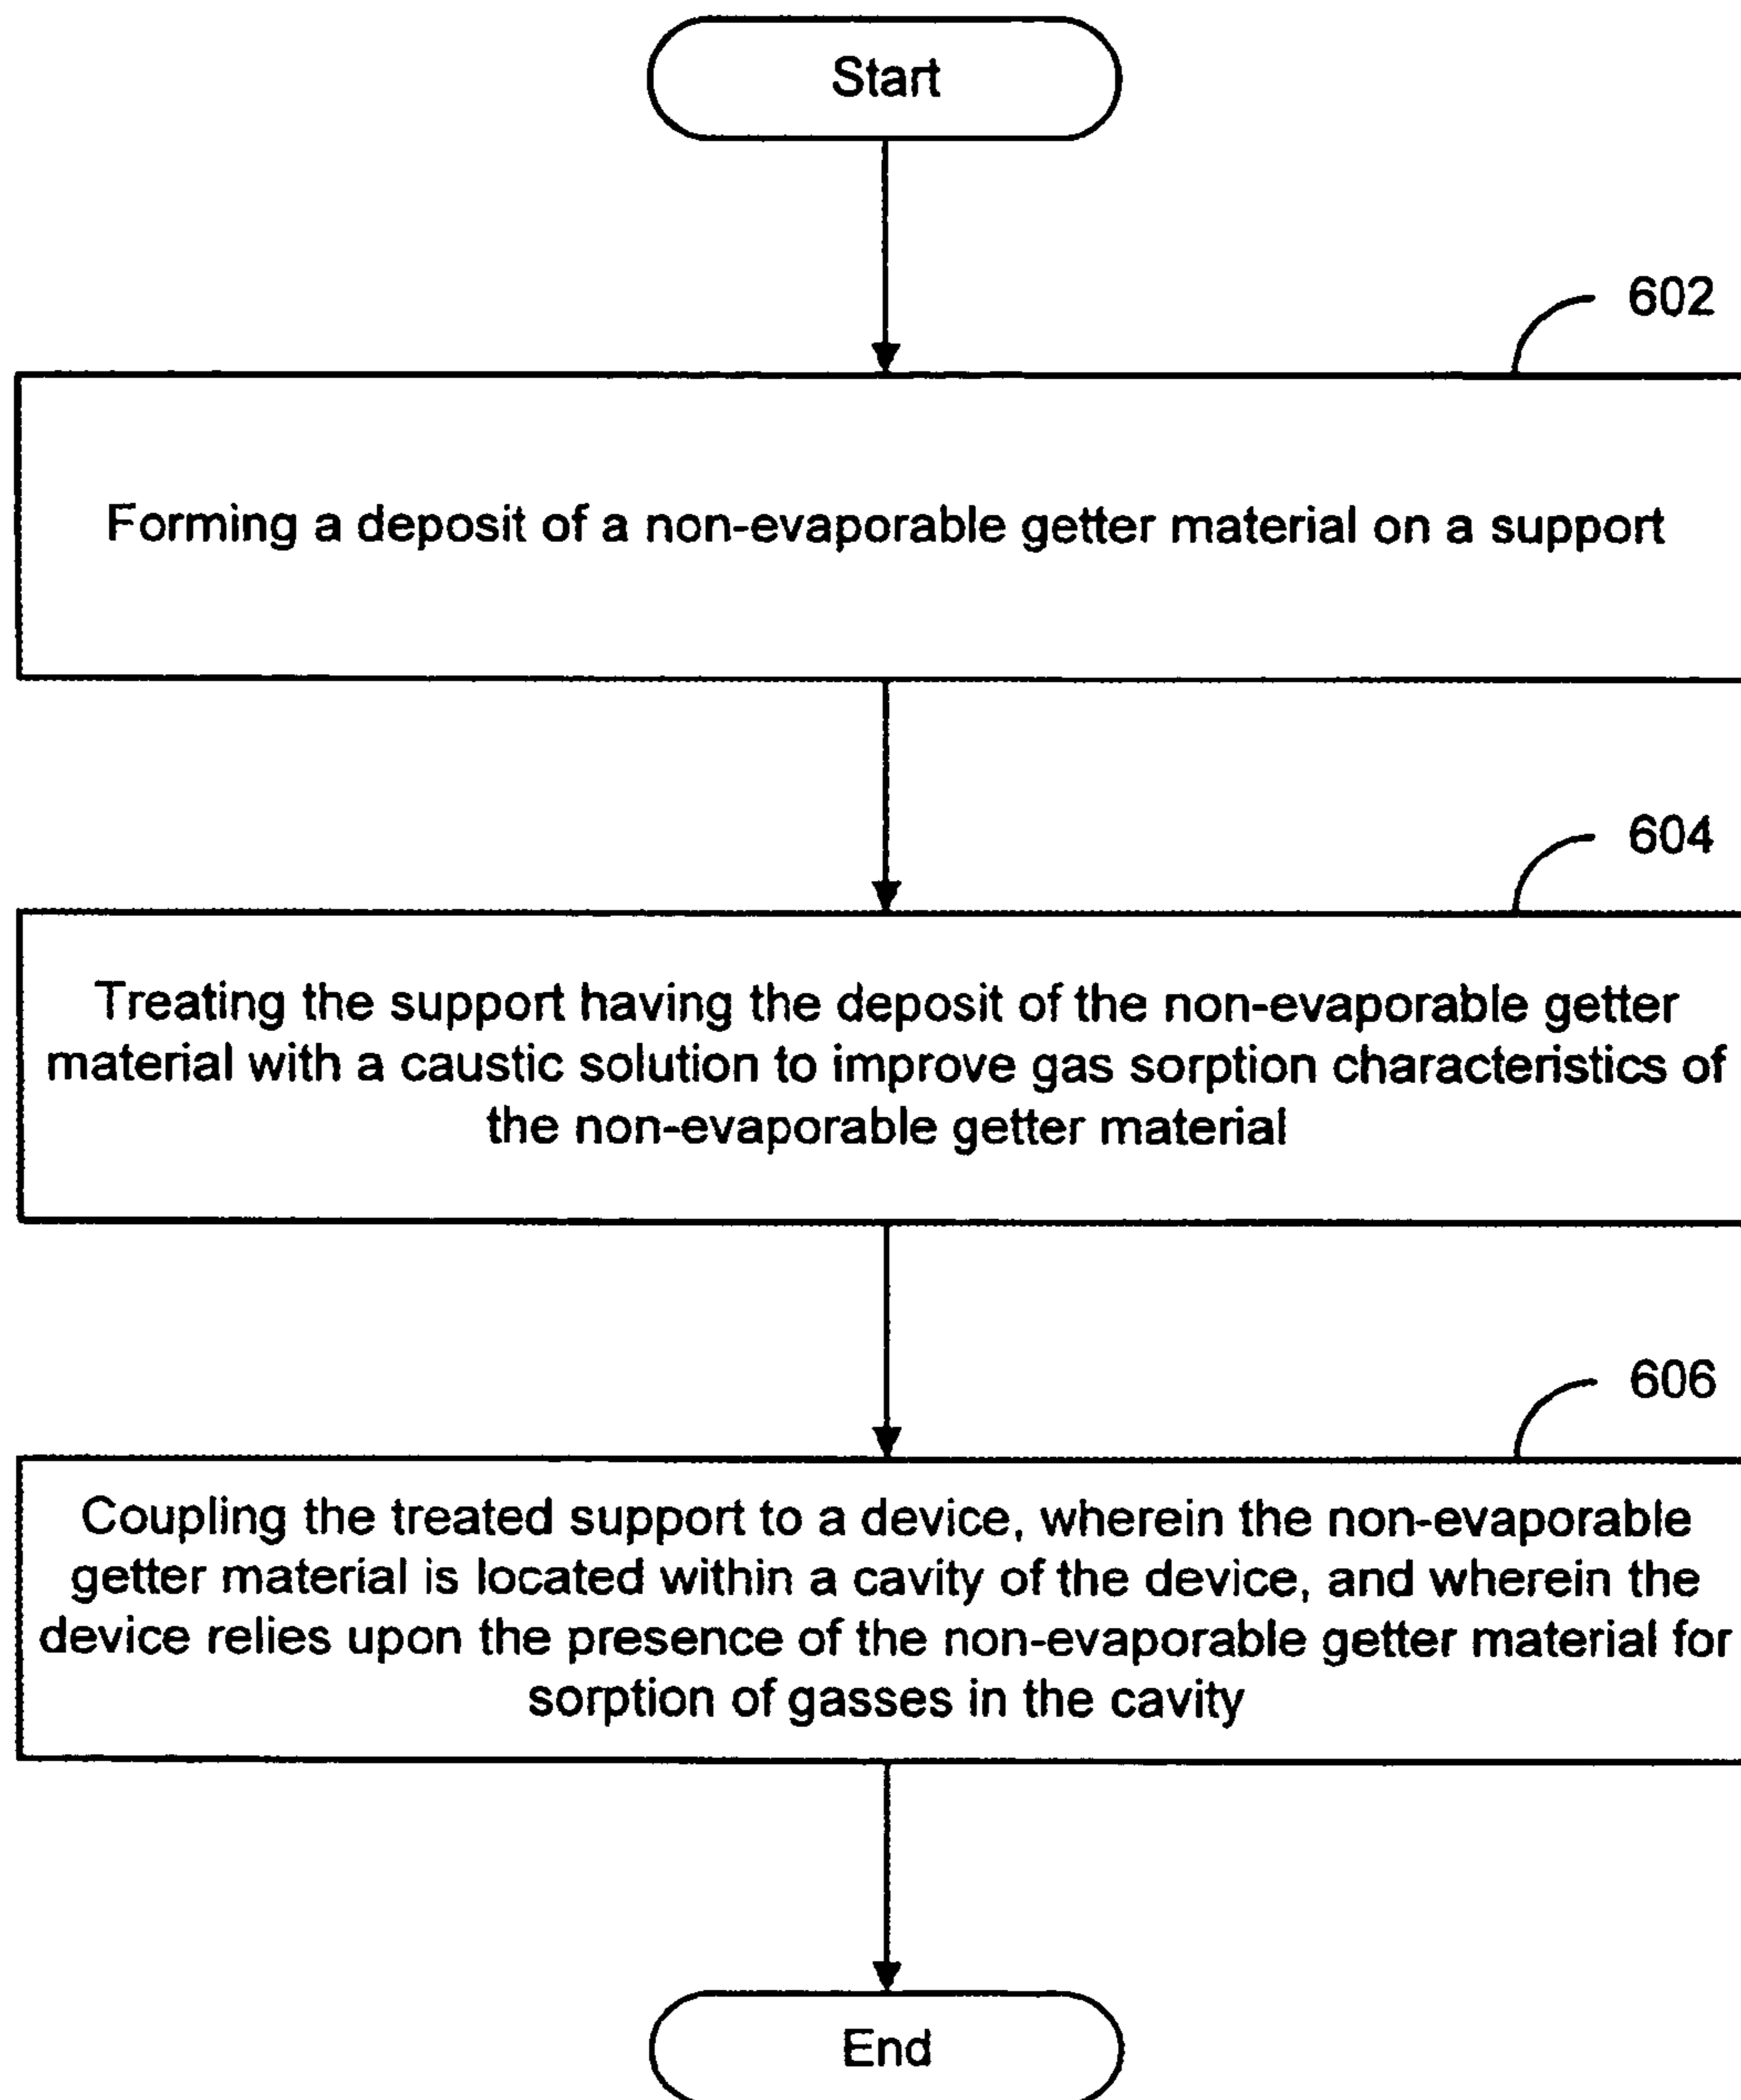 Start
602
Forming a deposit of a non-evaporable getter material on a support
604
Treating the support having the deposit of the non-evaporable getter
material with a caustic solution to improve gas sorption characteristics of
the non-evaporable getter material
606
Coupling the treated support to a device, wherein the non-evaporable
getter material is located within a cavity of the device, and wherein the
device relies upon the presence of the non-evaporable getter material for
sorption of gasses in the cavity
End